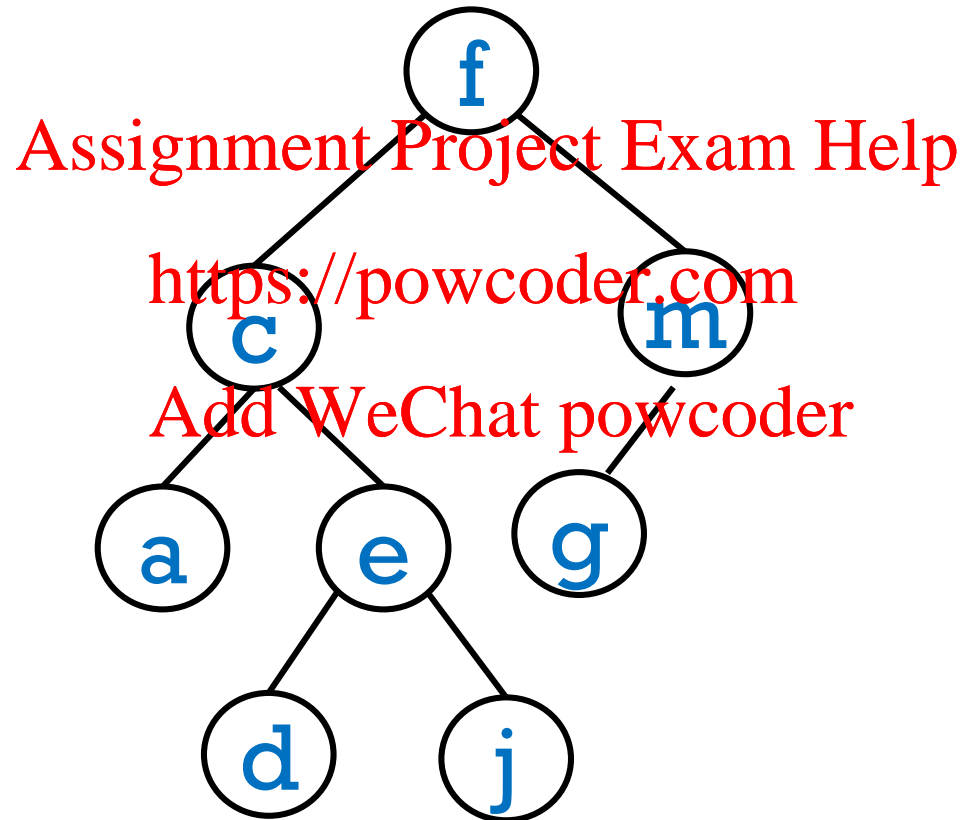 f
Assignment Project Exam Help
https://powcoder.com
c m
Add WeChat powcoder
a e g
d j